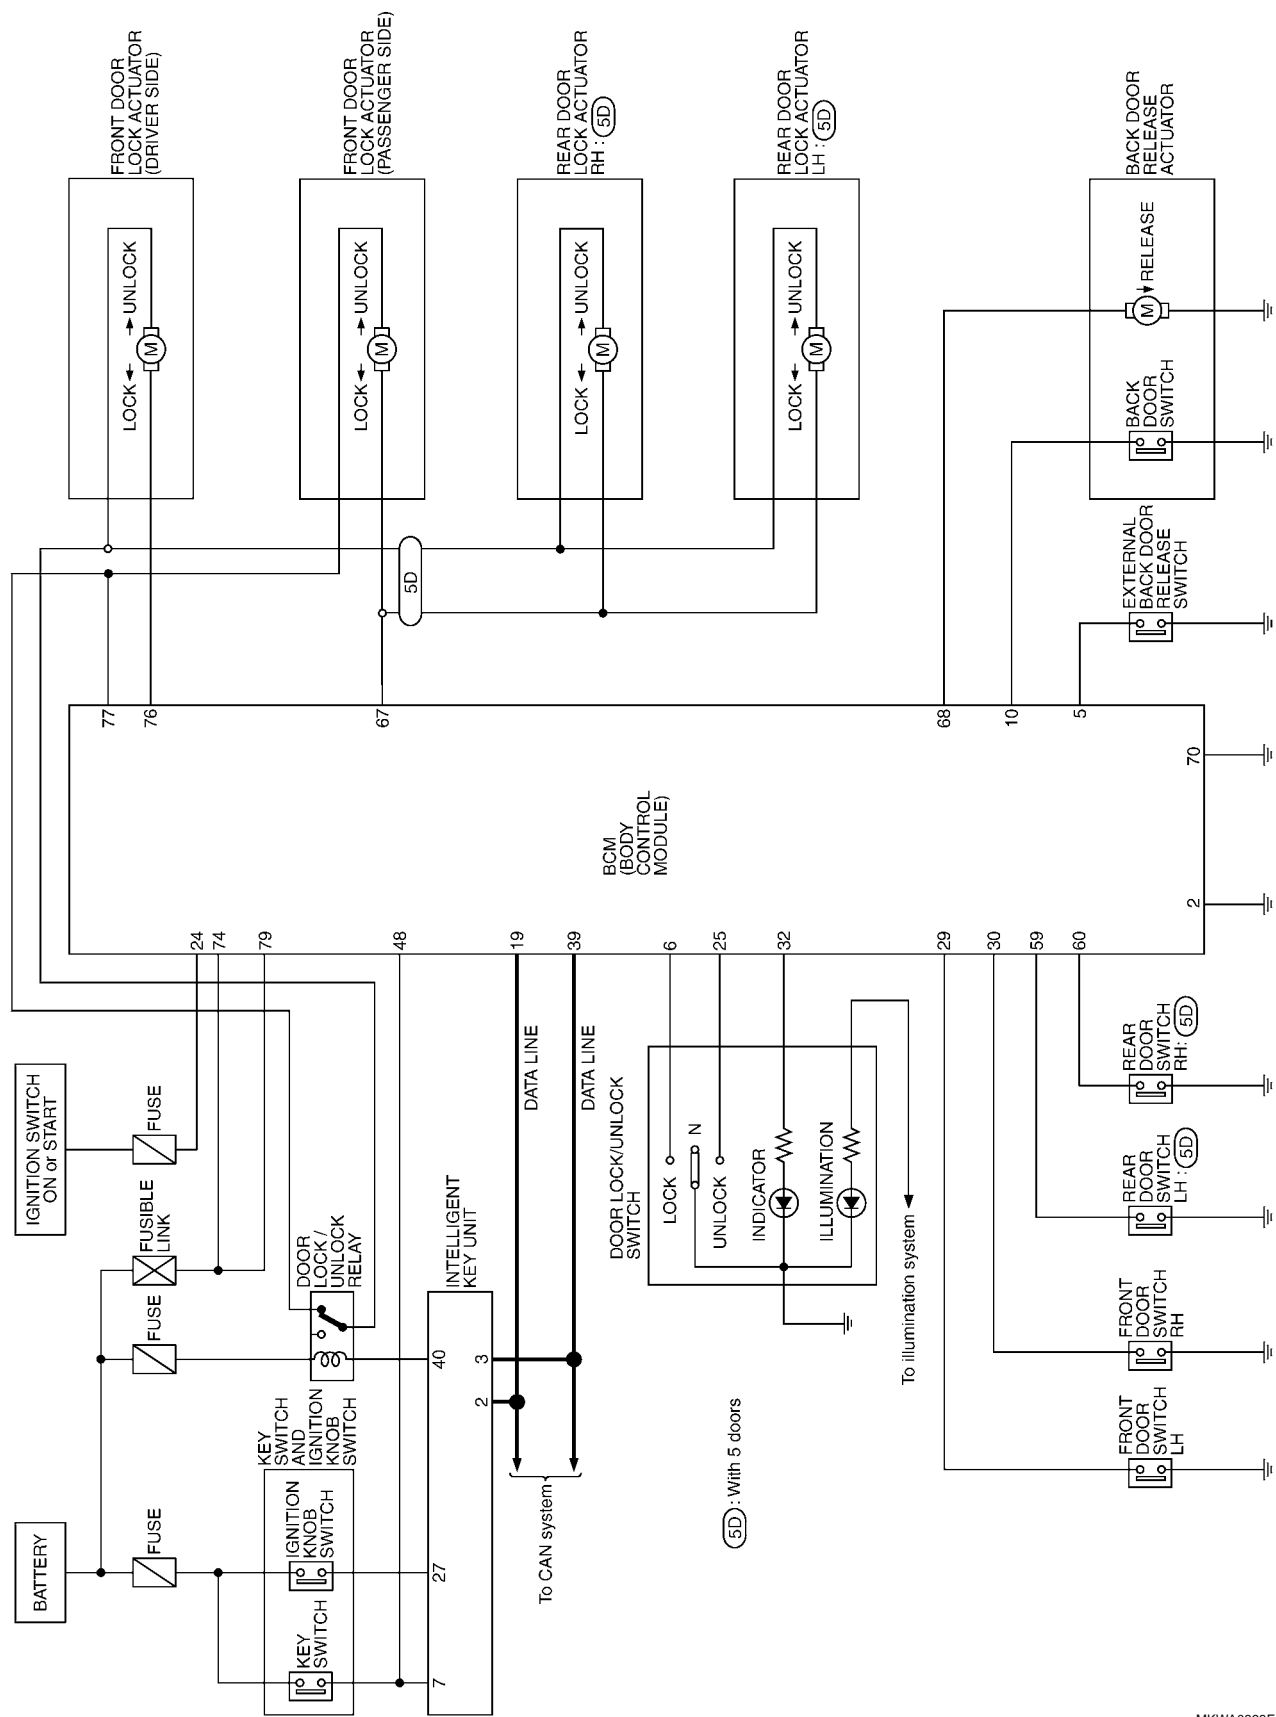 BATTERY
FUSE
FUSE
FUSIBLE
LINK
IGNITION SWITCH
ON or START
FUSE
KEY
SWITCH
AND
IGNITION
KNOB
SWITCH
KEY
SWITCH
IGNITION
KNOB
SWITCH
DOOR
LOCK /
UNLOCK
RELAY
INTELLIGENT
KEY UNIT
7
27
40
2
3
To CAN system
DATA LINE
DATA LINE
5D : With 5 doors
DOOR LOCK/UNLOCK
SWITCH
LOCK
N
UNLOCK
INDICATOR
ILLUMINATION
To illumination system
FRONT
DOOR
SWITCH
LH
FRONT
DOOR
SWITCH
RH
REAR
DOOR
SWITCH
LH : 5D
REAR
DOOR
SWITCH
RH: 5D
24
74
79
48
19
39
6
25
32
29
30
59
60
2
70
BCM
(BODY
CONTROL
MODULE)
77
76
67
68
10
5
5D
EXTERNAL
BACK DOOR
RELEASE
SWITCH
BACK
DOOR
SWITCH
M
RELEASE
BACK DOOR
RELEASE
ACTUATOR
LOCK
UNLOCK
M
FRONT DOOR
LOCK ACTUATOR
(DRIVER SIDE)
LOCK
UNLOCK
M
FRONT DOOR
LOCK ACTUATOR
(PASSENGER SIDE)
LOCK
UNLOCK
M
REAR DOOR
LOCK ACTUATOR
RH : 5D
LOCK
UNLOCK
M
REAR DOOR
LOCK ACTUATOR
LH : 5D